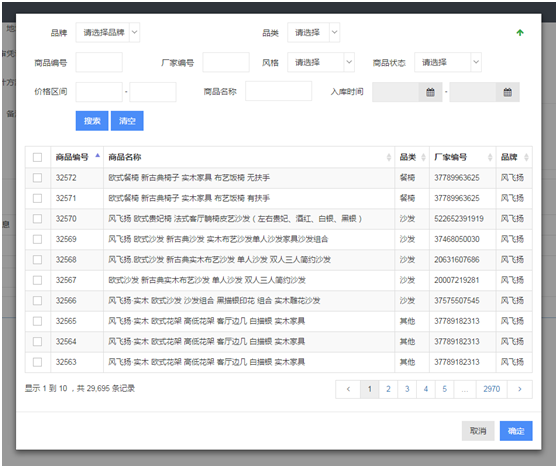 品牌 请选择品牌 品类 请选择
商品编号 厂家编号 风格 请选择 商品状态 请选择
价格区间 - 商品名称 入库时间 -
搜索 清空
商品编号 商品名称 品类 厂家编号 品牌
32572 欧式餐椅 新古典椅子 实木家具 布艺饭椅 无扶手 餐椅 37789963625 风飞扬
32571 欧式餐椅 新古典椅子 实木家具 布艺饭椅 有扶手 餐椅 37789963625 风飞扬
32570 风飞扬 欧式贵妃椅 法式客厅躺椅皮艺沙发（左右贵妃、酒红、白银、黑银） 沙发 522652391919 风飞扬
32569 风飞扬 欧式沙发 新古典沙发 实木布艺沙发单人沙发家具沙发组合 沙发 37468050030 风飞扬
32568 风飞扬 欧式沙发 新古典实木布艺沙发 单人沙发 双人三人简约沙发 沙发 20631607686 风飞扬
32567 欧式沙发 新古典实木布艺沙发 单人沙发 双人三人简约沙发 沙发 20007219281 风飞扬
32566 风飞扬 实木 欧式沙发 沙发组合 黑描银印花 组合 实木雕花沙发 沙发 37575507545 风飞扬
32565 风飞扬 实木 欧式花架 高低花架 客厅边几 白描银 实木家具 其他 37789182313 风飞扬
32564 风飞扬 实木 欧式花架 高低花架 客厅边几 白描银 实木家具 其他 37789182313 风飞扬
32563 风飞扬 实木 欧式花架 高低花架 客厅边几 白描银 实木家具 其他 37789182313 风飞扬
显示 1 到 10 ，共 29,695 条记录 1 2 3 4 5 ... 2970
取消 确定